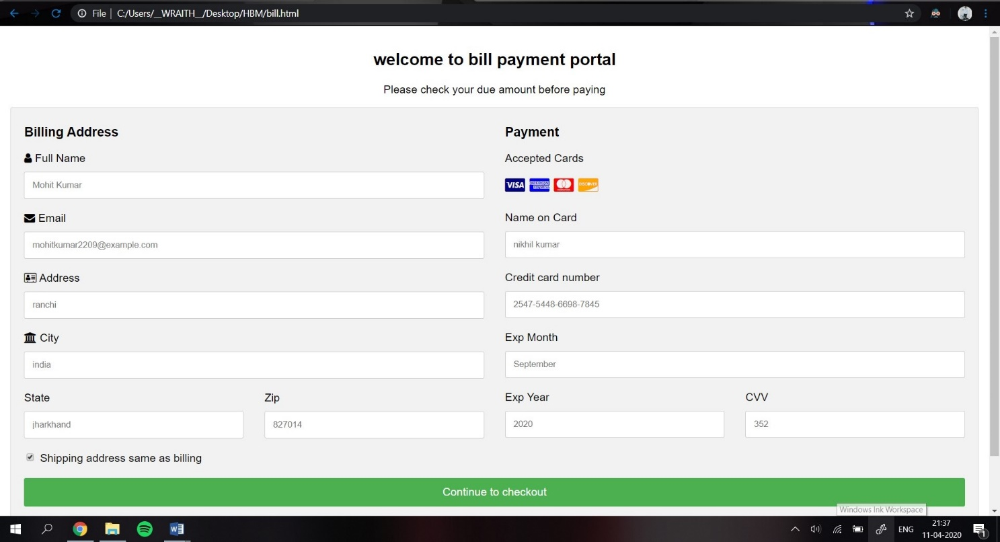 File | C:/Users/__WRAITH__/Desktop/HBM/bill.html
welcome to bill payment portal
Please check your due amount before paying
Billing Address
Full Name
Mohit Kumar
Email
mohitkumar2209@example.com
Address
ranchi
City
india
State
Zip
jharkhand
827014
Shipping address same as billing
Payment
Accepted Cards
VISA AMERICAN EXPRESS DISCOVER
Name on Card
nikhil kumar
Credit card number
2547-5448-6698-7845
Exp Month
September
Exp Year
CVV
2020
352
Continue to checkout
Windows Ink Workspace
ENG
21:37
11-04-2020
1